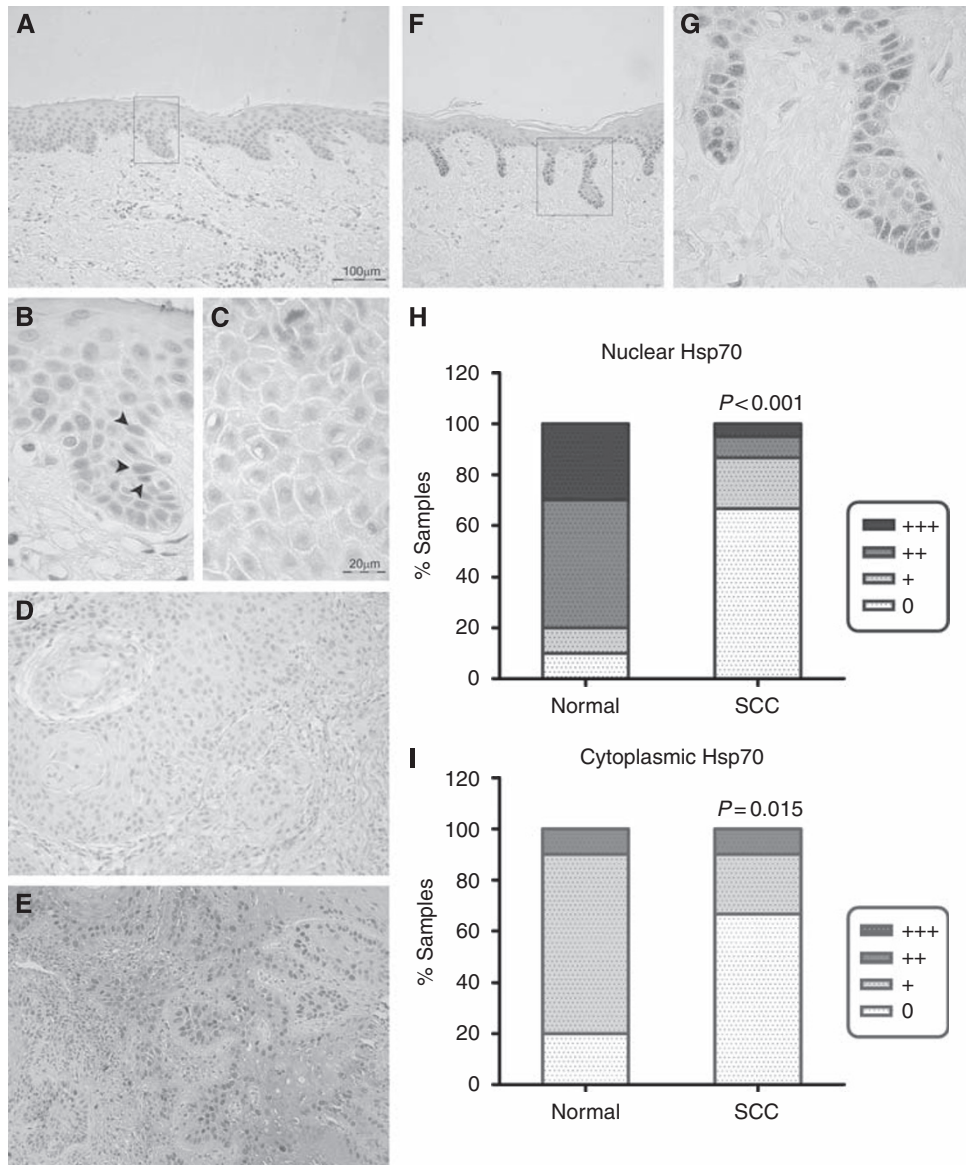 A
100μm
B
C
20μm
D
E
F
G
H
Nuclear Hsp70
P<0.001
% Samples
120
100
80
60
40
20
0
Normal
SCC
+++
++
+
0
I
Cytoplasmic Hsp70
P=0.015
% Samples
120
100
80
60
40
20
0
Normal
SCC
+++
++
+
0